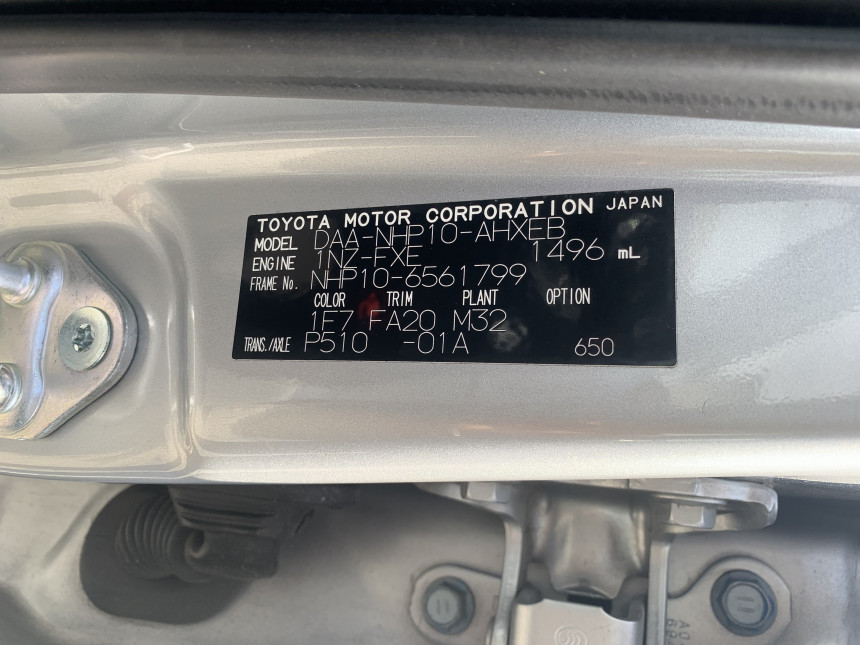 TOYOTA MOTOR CORPORATION JAPAN
MODEL DAA-NHP10-AHXEB
ENGINE 1NZ-FXE 1496 mL
FRAME No. NHP10-6561799
COLOR TRIM PLANT OPTION
1F7 FA20 M32
TRANS./AXLE P510 -01A 650